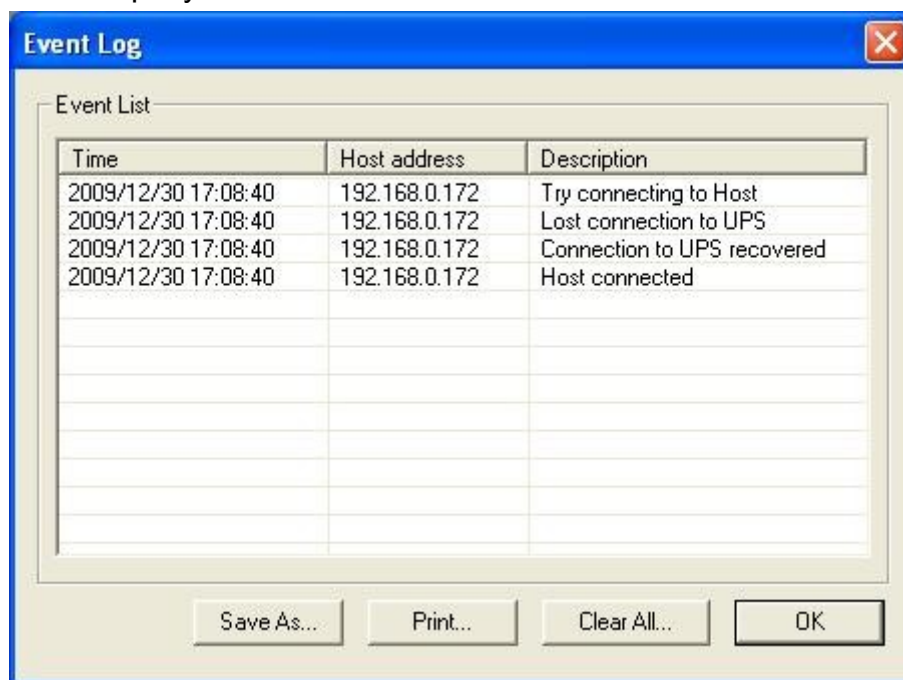 Event Log
Event List
Time Host address Description
2009/12/30 17:08:40 192.168.0.172 Try connecting to Host
2009/12/30 17:08:40 192.168.0.172 Lost connection to UPS
2009/12/30 17:08:40 192.168.0.172 Connection to UPS recovered
2009/12/30 17:08:40 192.168.0.172 Host connected
Save As... Print... Clear All... OK